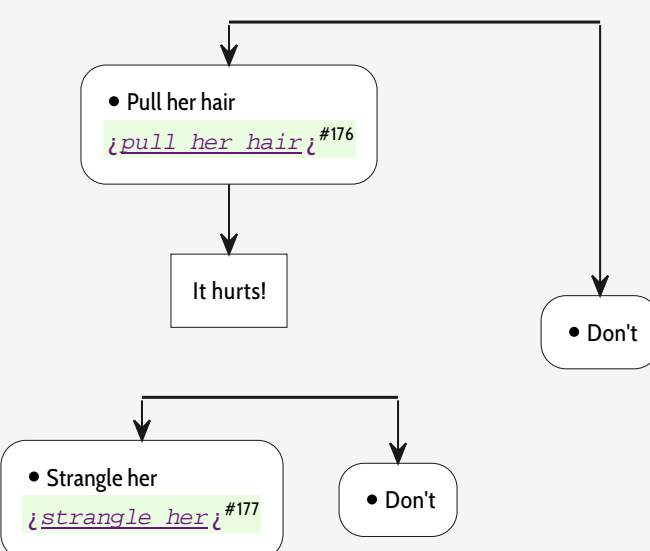 • Pull her hair
¿pull her hair¿#176
It hurts!
• Don't
• Strangle her
¿strangle her¿#177
• Don't